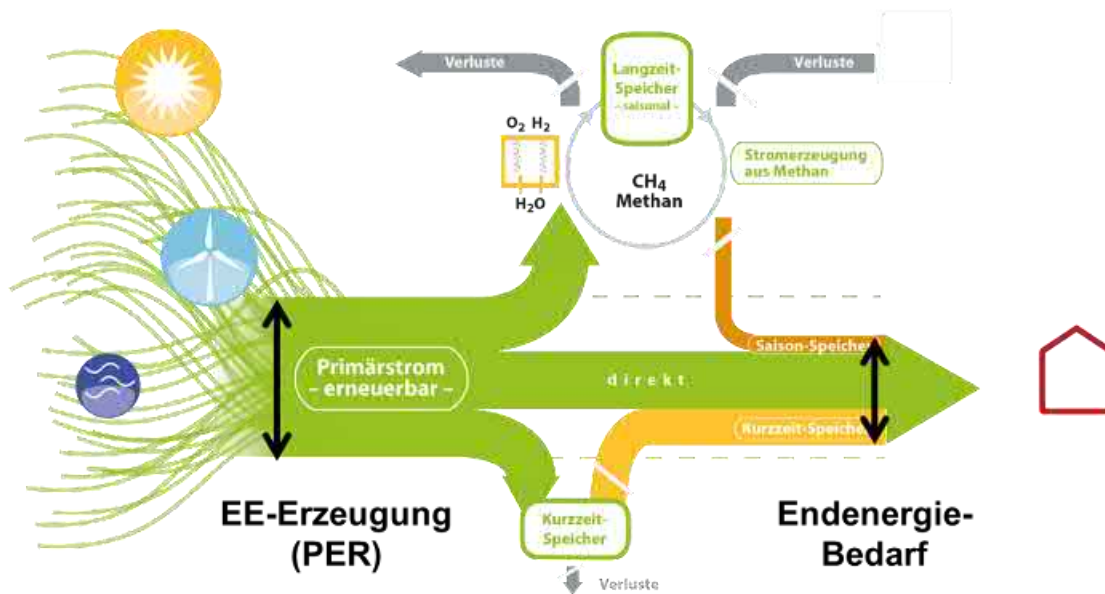 Verluste
Langzeit-
Speicher
- saisonal -
Verluste
O2 H2
H2O
CH4
Methan
Stromerzeugung
aus Methan
Primärstrom
– erneuerbar –
direkt
Saison-Speicher
Kurzzeit-Speicher
EE-Erzeugung
(PER)
Kurzzeit-
Speicher
Verluste
Endenergie-
Bedarf